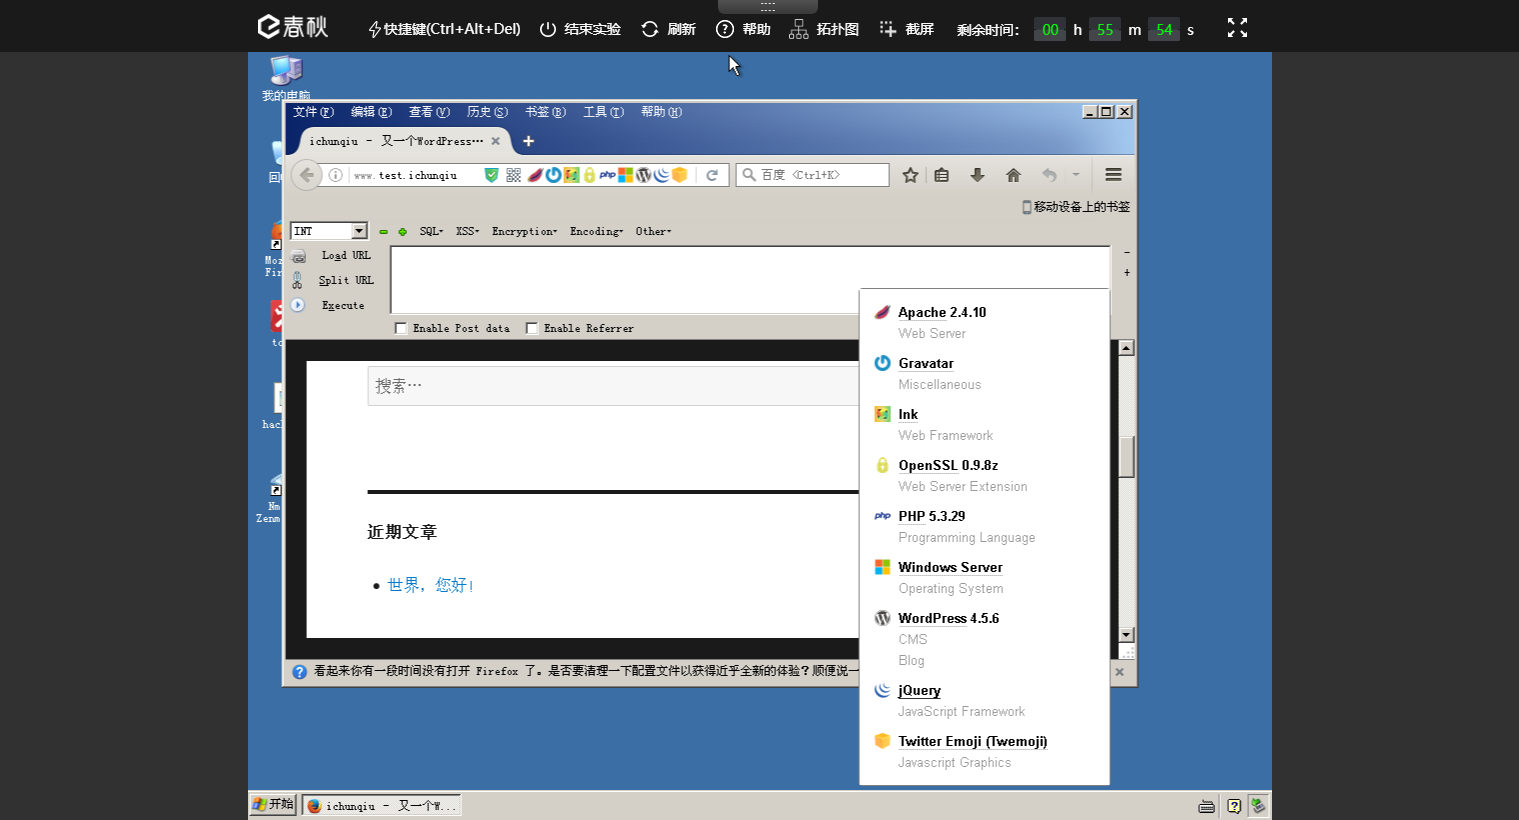 春秋
快捷键(Ctrl+Alt+Del)
结束实验
刷新
帮助
拓扑图
截屏
剩余时间：
00 h 55 m 54 s
我的电脑
文件(F) 编辑(E) 查看(V) 历史(S) 书签(B) 工具(T) 帮助(H)
ichunqiu - 又一个WordPress…
www.test.ichunqiu
百度 <Ctrl+K>
移动设备上的书签
INT
SQL
XSS
Encryption
Encoding
Other
Load URL
Split URL
Execute
Enable Post data
Enable Referrer
搜索…
近期文章
世界，您好！
Apache 2.4.10
Web Server
Gravatar
Miscellaneous
Ink
Web Framework
OpenSSL 0.9.8z
Web Server Extension
php
PHP 5.3.29
Programming Language
Windows Server
Operating System
WordPress 4.5.6
CMS
Blog
jQuery
JavaScript Framework
Twitter Emoji (Twemoji)
Javascript Graphics
看起来你有一段时间没有打开 Firefox 了。是否要清理一下配置文件以获得近乎全新的体验？顺便说一
回
Moz
Fir
to
hac
Nm
Zenm
开始
ichunqiu - 又一个W...